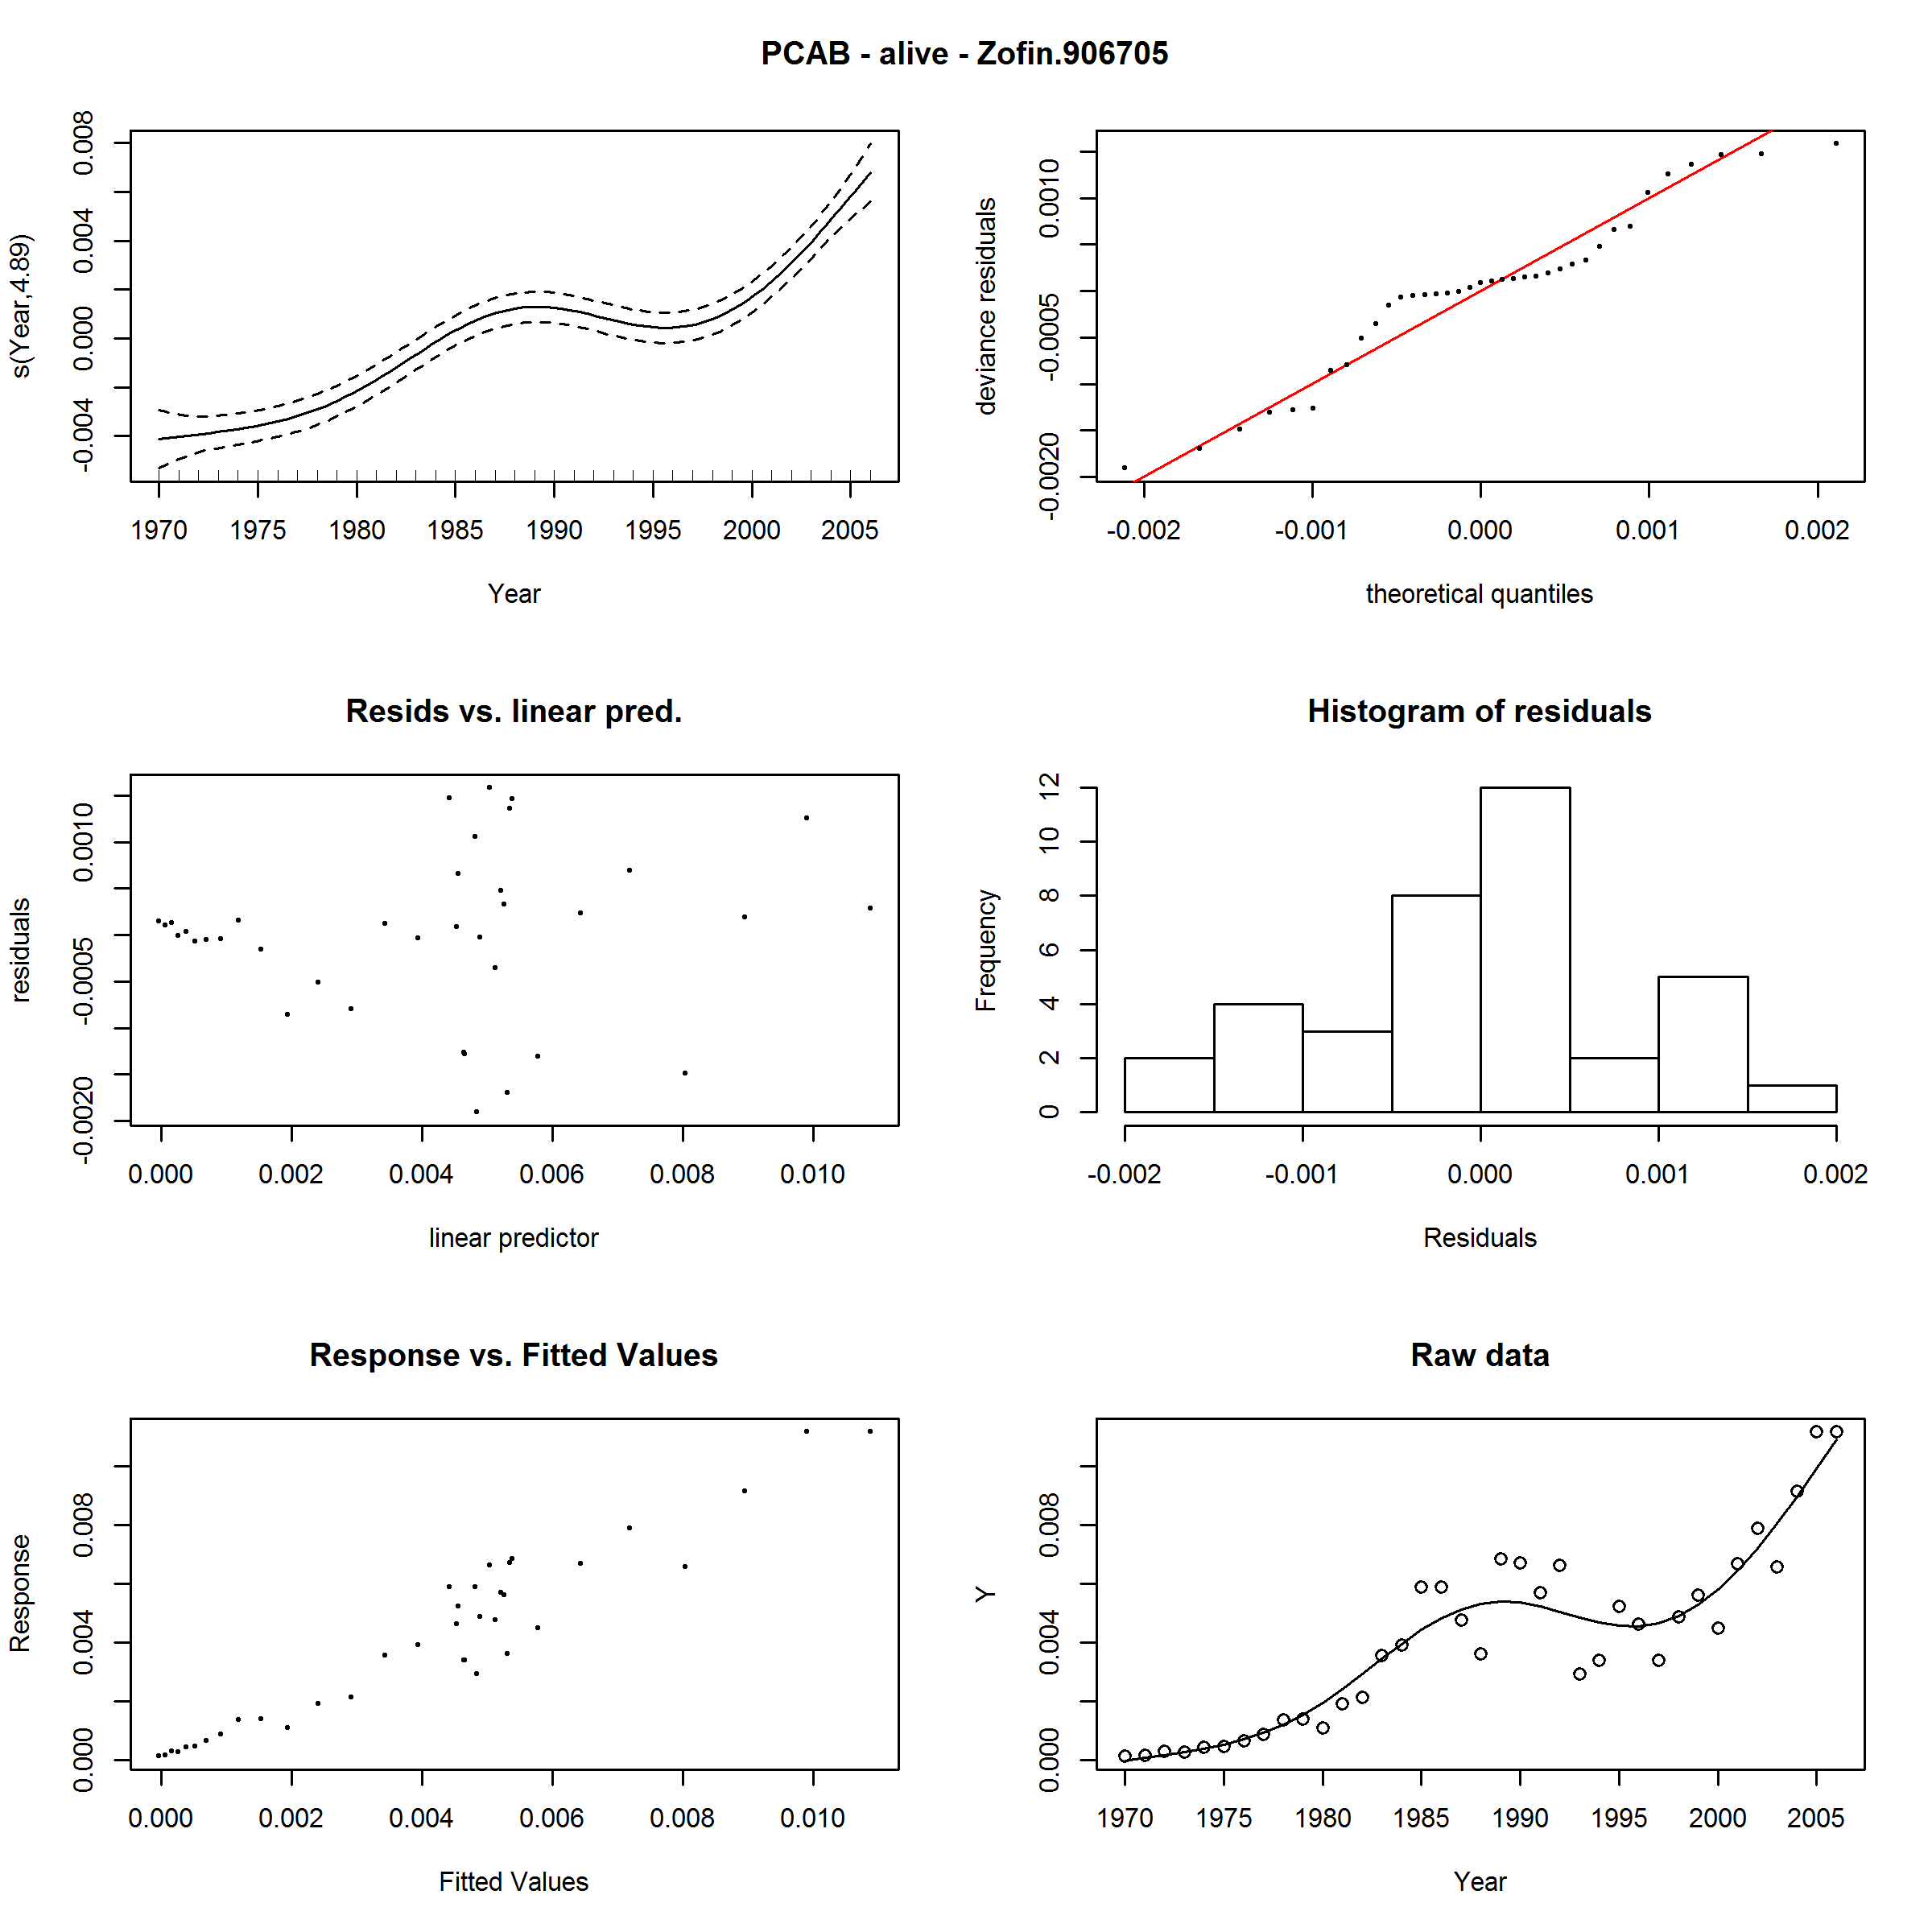 PCAB - alive - Zofin.906705
s(Year,4.89)
-0.004 0.000 0.004 0.008
1970 1975 1980 1985 1990 1995 2000 2005
Year
deviance residuals
-0.0020 -0.0005 0.0010
-0.002 -0.001 0.000 0.001 0.002
theoretical quantiles
Resids vs. linear pred.
residuals
-0.0020 -0.0005 0.0010
0.000 0.002 0.004 0.006 0.008 0.010
linear predictor
Histogram of residuals
Frequency
0 2 4 6 8 10 12
-0.002 -0.001 0.000 0.001 0.002
Residuals
Response vs. Fitted Values
Response
0.000 0.004 0.008
0.000 0.002 0.004 0.006 0.008 0.010
Fitted Values
Raw data
Y
0.000 0.004 0.008
1970 1975 1980 1985 1990 1995 2000 2005
Year